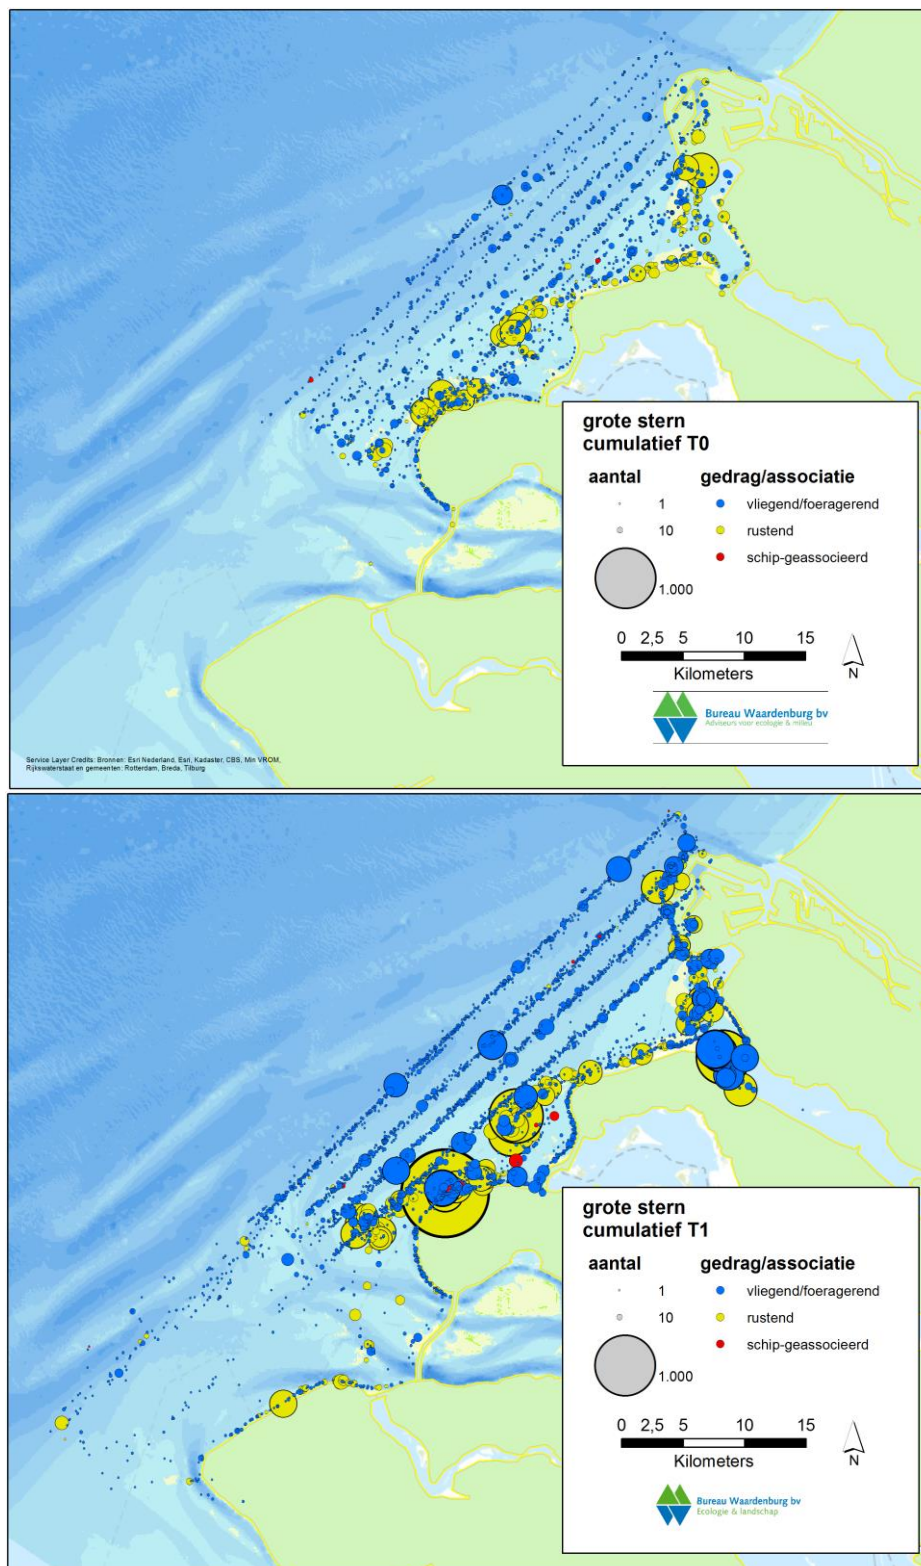 grote stern
cumulatief T0
aantal
gedrag/associatie
1
vliegend/foeragerend
10
rustend
schip-geassocieerd
1.000
0 2,5 5 10 15
Kilometers
N
Bureau Waardenburg bv
Adviseurs voor ecologie & milieu
Service Layer Credits: Bronnen: Esri Nederland, Esri, Kadaster, CBS, Min VROM,
Rijkswaterstaat en gemeenten: Rotterdam, Breda, Tilburg
grote stern
cumulatief T1
aantal
gedrag/associatie
1
vliegend/foeragerend
10
rustend
schip-geassocieerd
1.000
0 2,5 5 10 15
Kilometers
N
Bureau Waardenburg bv
Ecologie & landschap